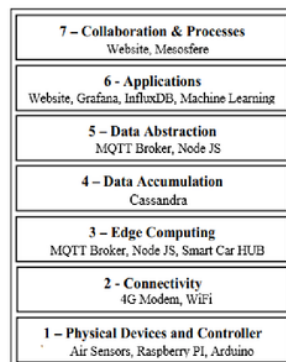 7 – Collaboration & Processes
Website, Mesosfere
6 - Applications
Website, Grafana, InfluxDB, Machine Learning
5 – Data Abstraction
MQTT Broker, Node JS
4 – Data Accumulation
Cassandra
3 – Edge Computing
MQTT Broker, Node JS, Smart Car HUB
2 - Connectivity
4G Modem, WiFi
1 – Physical Devices and Controller
Air Sensors, Raspberry PI, Arduino